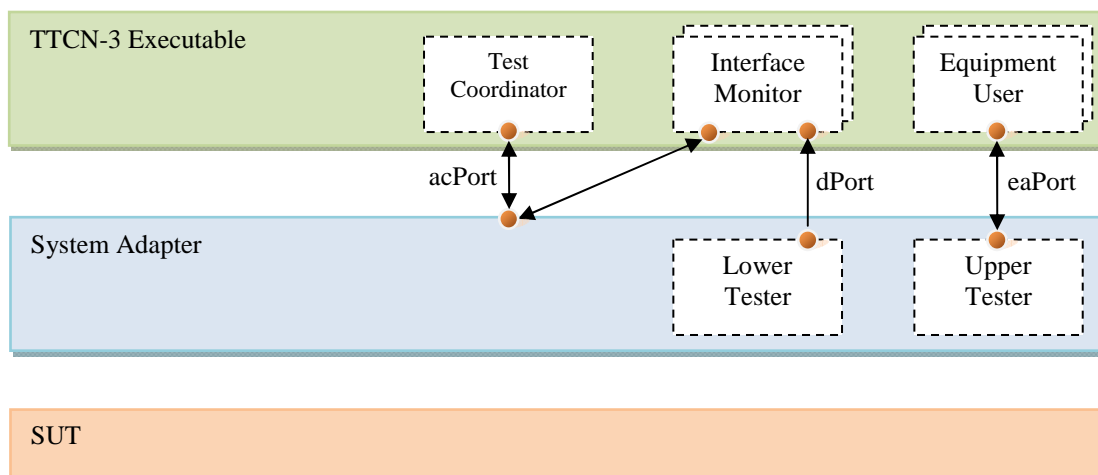 TTCN-3 Executable
Test
Coordinator
Interface
Monitor
Equipment
User
acPort
dPort
eaPort
System Adapter
Lower
Tester
Upper
Tester
SUT